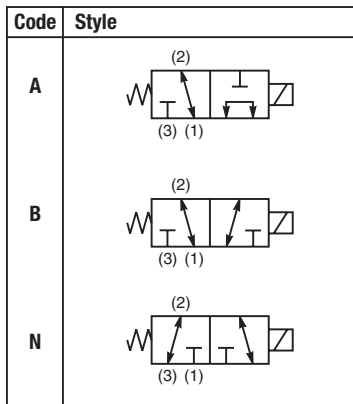 Code Style
(2)
A
(3) (1)
(2)
B
(3) (1)
(2)
N
(3) (1)